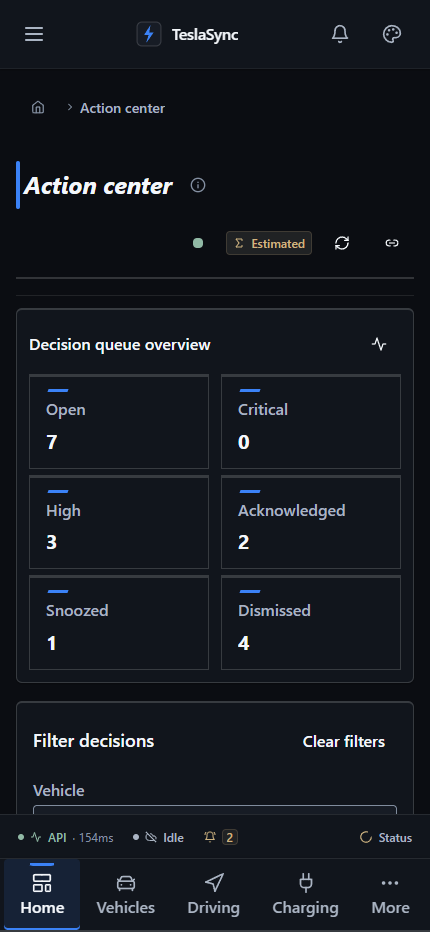 TeslaSync
Action center
Action center
Σ Estimated
Decision queue overview
Open
7
Critical
0
High
3
Acknowledged
2
Snoozed
1
Dismissed
4
Filter decisions
Clear filters
Vehicle
API · 154ms
Idle
2
Status
Home
Vehicles
Driving
Charging
More